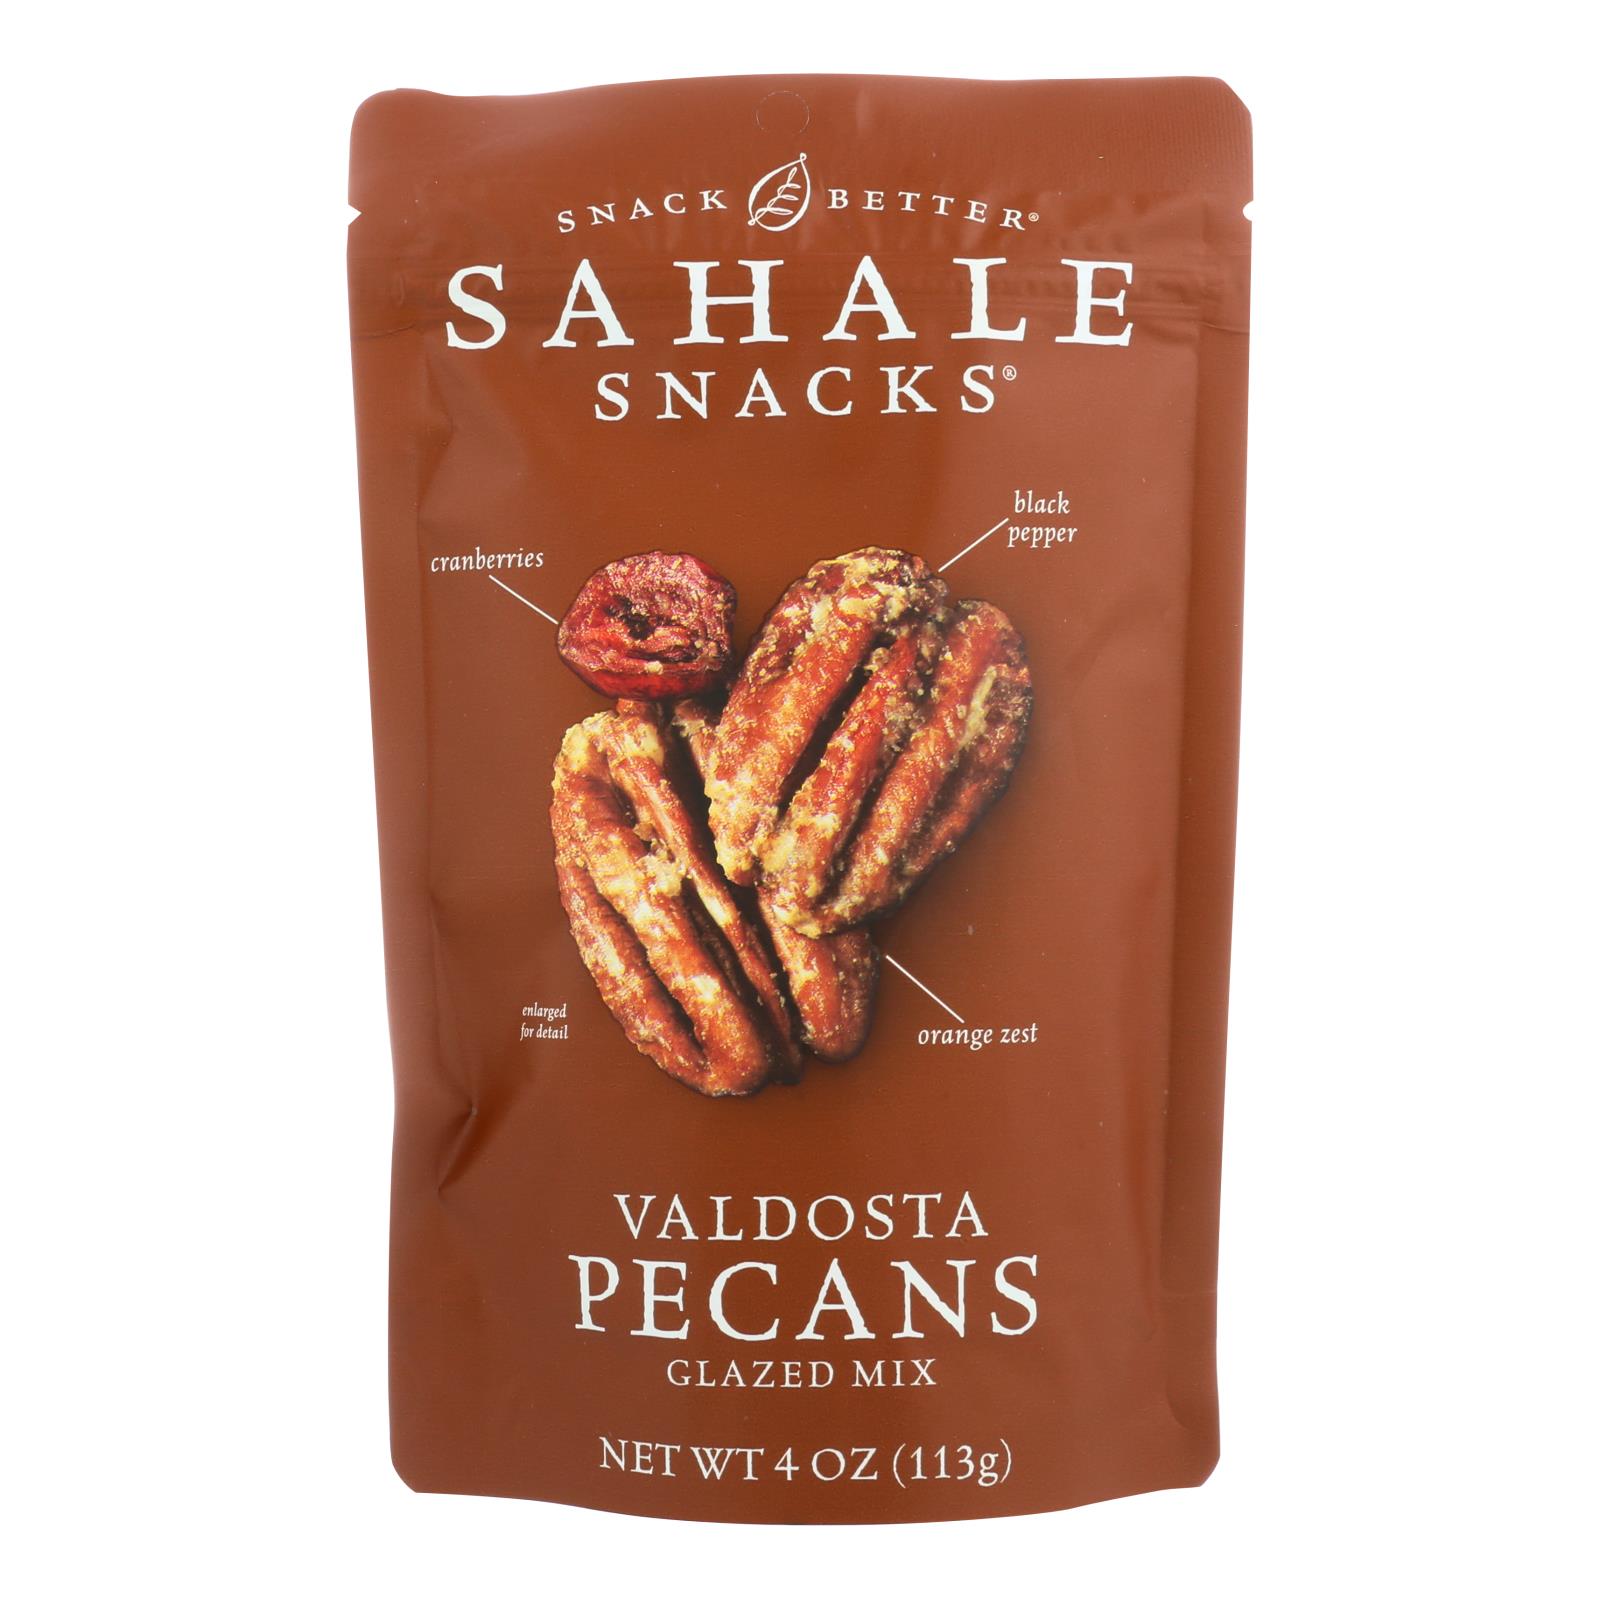 SNACK BETTER®
SAHALE
SNACKS®
black
pepper
cranberries
enlarged
for detail
orange zest
VALDOSTA
PECANS
GLAZED MIX
NET WT 4 OZ (113g)